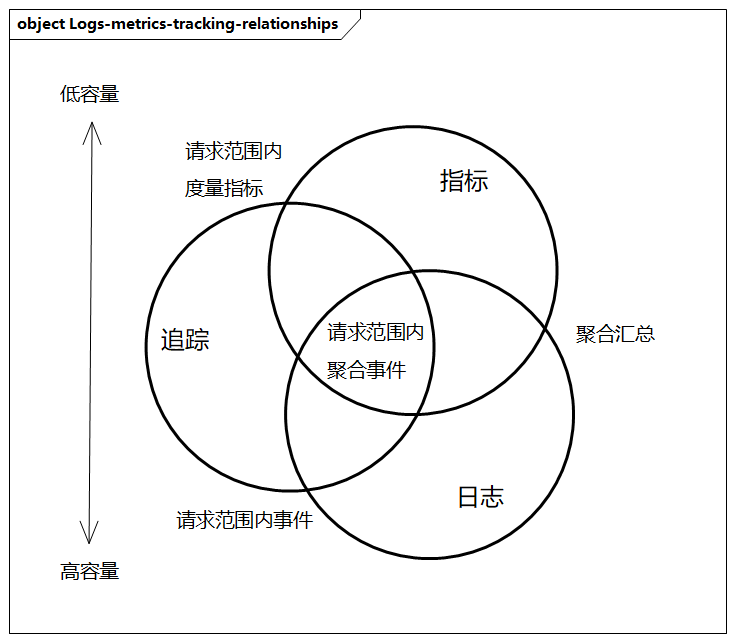 object Logs-metrics-tracking-relationships
低容量
请求范围内
度量指标
指标
追踪
请求范围内
聚合事件
聚合汇总
日志
请求范围内事件
高容量